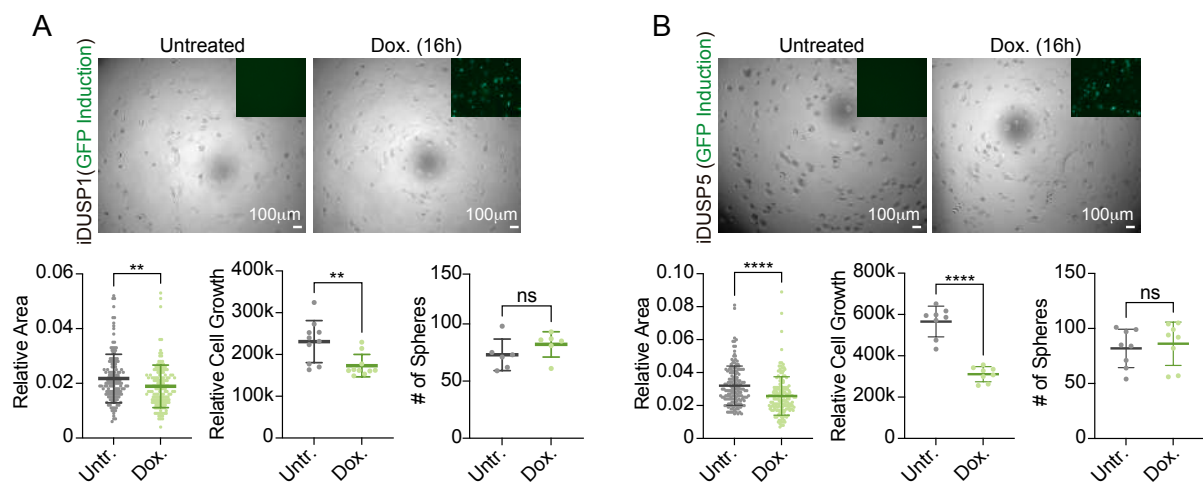 A
Untreated
Dox. (16h)
iDUSP1(GFP Induction)
100μm
100μm
Relative Area
0.06
0.04
0.02
0
**
Untr.
Dox.
Relative Cell Growth
400k
300k
200k
100k
0
**
Untr.
Dox.
# of Spheres
150
100
50
0
ns
Untr.
Dox.
B
Untreated
Dox. (16h)
iDUSP5 (GFP Induction)
100μm
100μm
Relative Area
0.10
0.08
0.06
0.04
0.02
0
****
Untr.
Dox.
Relative Cell Growth
800k
600k
400k
200k
0
****
Untr.
Dox.
# of Spheres
150
100
50
0
ns
Untr.
Dox.